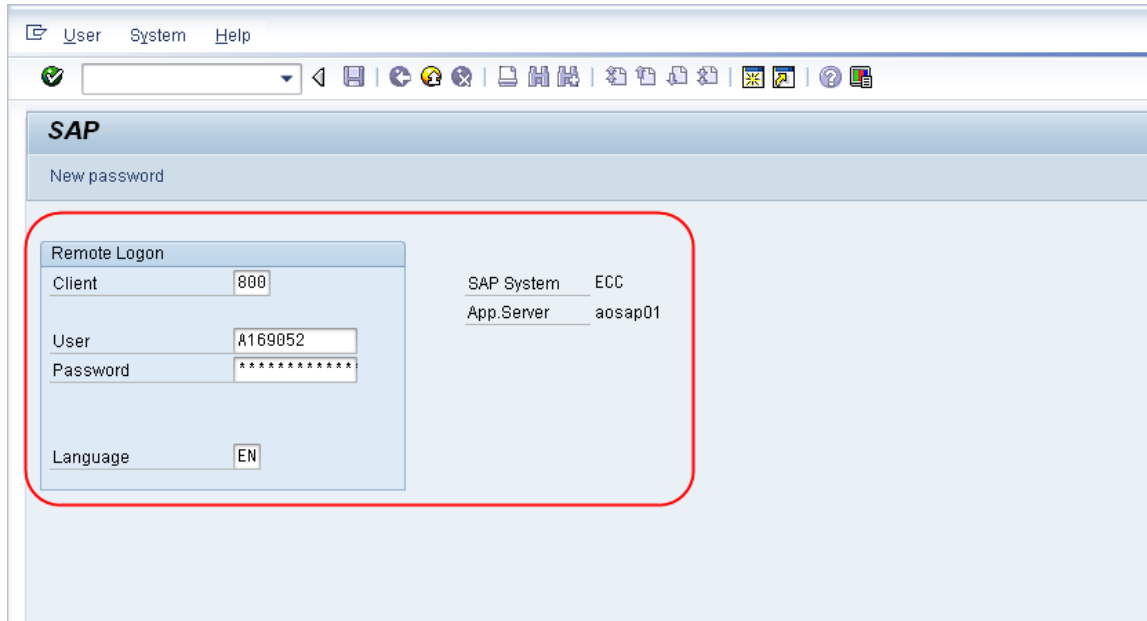 User System Help
SAP
New password
Remote Logon
Client 800
SAP System ECC
App.Server aosap01
User A169052
Password ************
Language EN